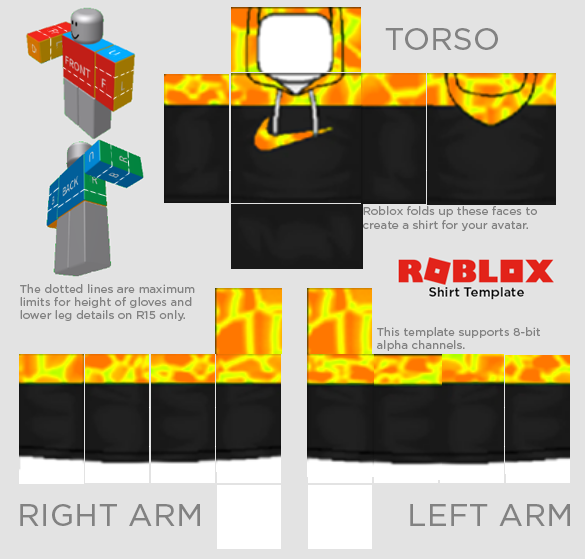 TORSO
FRONT
F
L
U
R
D
Roblox folds up these faces to
create a shirt for your avatar.
BACK
U
R
B
R
B
ROBLOX
Shirt Template
The dotted lines are maximum
limits for height of gloves and
lower leg details on R15 only.
This template supports 8-bit
alpha channels.
RIGHT ARM
LEFT ARM